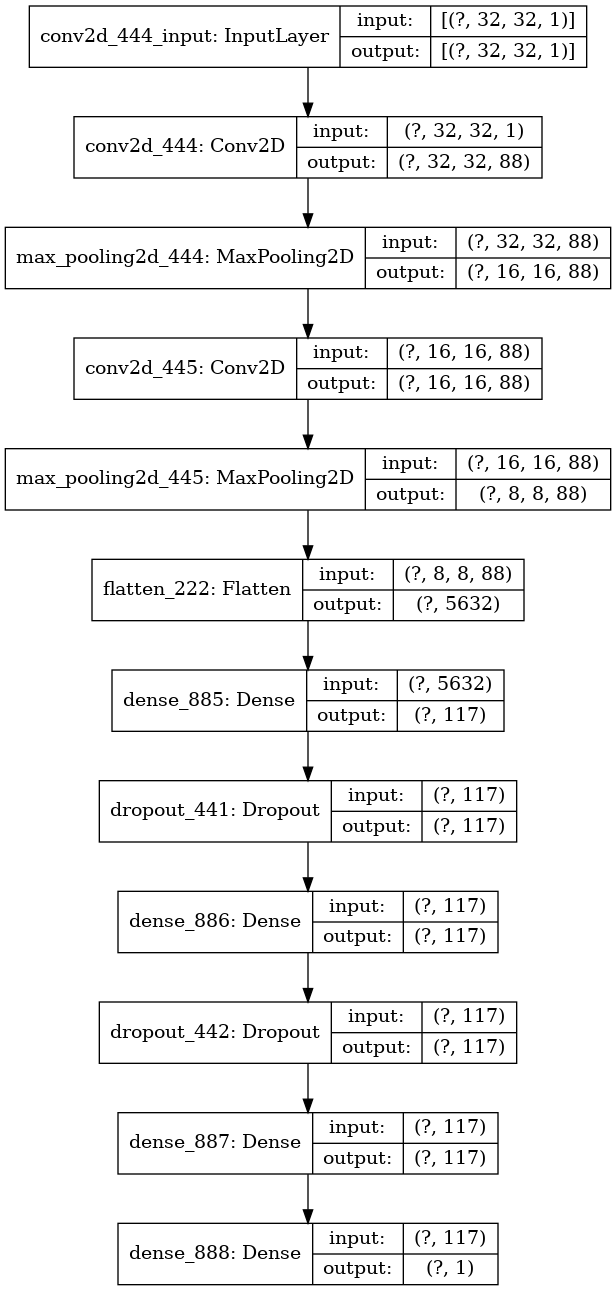 conv2d_444_input: InputLayer
input: [(?, 32, 32, 1)]
output: [(?, 32, 32, 1)]
conv2d_444: Conv2D
input: (?, 32, 32, 1)
output: (?, 32, 32, 88)
max_pooling2d_444: MaxPooling2D
input: (?, 32, 32, 88)
output: (?, 16, 16, 88)
conv2d_445: Conv2D
input: (?, 16, 16, 88)
output: (?, 16, 16, 88)
max_pooling2d_445: MaxPooling2D
input: (?, 16, 16, 88)
output: (?, 8, 8, 88)
flatten_222: Flatten
input: (?, 8, 8, 88)
output: (?, 5632)
dense_885: Dense
input: (?, 5632)
output: (?, 117)
dropout_441: Dropout
input: (?, 117)
output: (?, 117)
dense_886: Dense
input: (?, 117)
output: (?, 117)
dropout_442: Dropout
input: (?, 117)
output: (?, 117)
dense_887: Dense
input: (?, 117)
output: (?, 117)
dense_888: Dense
input: (?, 117)
output: (?, 1)